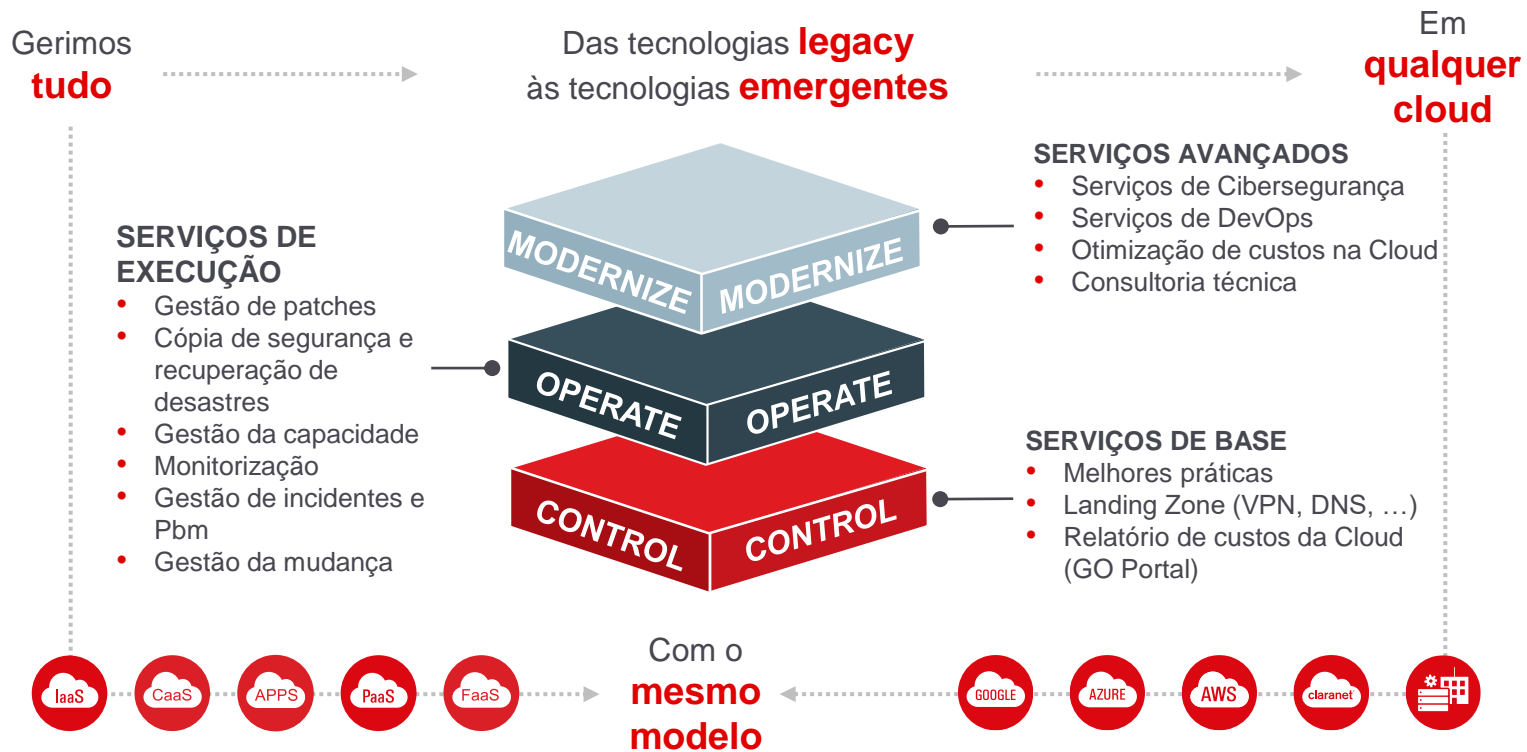 Gerimos
tudo
Das tecnologias legacy
às tecnologias emergentes
Em
qualquer
cloud
SERVIÇOS AVANÇADOS
• Serviços de Cibersegurança
• Serviços de DevOps
• Otimização de custos na Cloud
• Consultoria técnica
SERVIÇOS DE
EXECUÇÃO
• Gestão de patches
• Cópia de segurança e
recuperação de
desastres
• Gestão da capacidade
• Monitorização
• Gestão de incidentes e
Pbm
• Gestão da mudança
MODERNIZE
MODERNIZE
OPERATE
OPERATE
CONTROL
CONTROL
SERVIÇOS DE BASE
• Melhores práticas
• Landing Zone (VPN, DNS, …)
• Relatório de custos da Cloud
(GO Portal)
IaaS
CaaS
APPS
PaaS
FaaS
Com o
mesmo
modelo
GOOGLE
AZURE
AWS
claranet